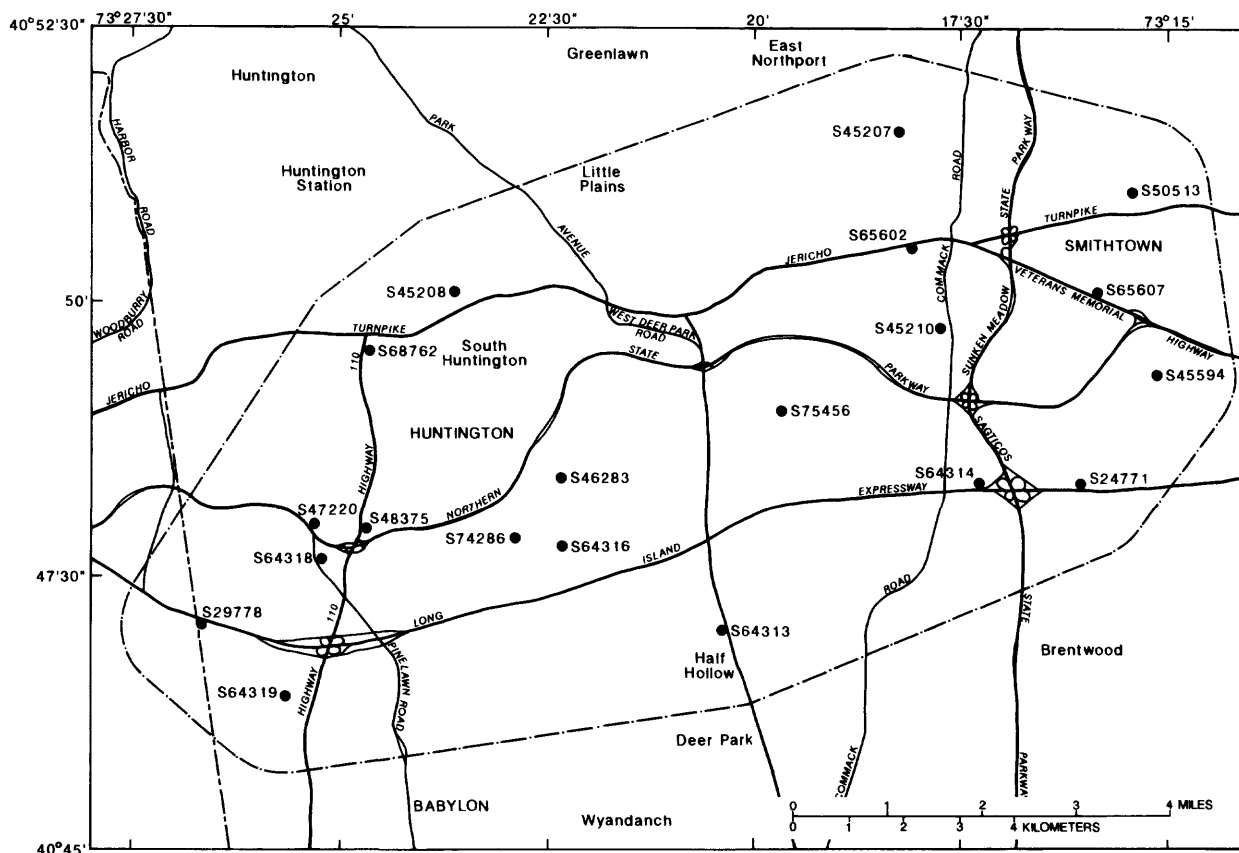 73°27'30"
25'
22'30"
20'
17'30"
73°15'
40°52'30"
Greenlawn
East
Northport
Huntington
HARBOR
ROAD
PARK
AVENUE
Huntington
Station
Little
Plains
S45207
ROAD
STATE
PARKWAY
S50513
TURNPIKE
SMITHTOWN
S65602
JERICHO
COMMACK
VETERANS MEMORIAL
HIGHWAY
S65607
50'
WOODBURY
ROAD
S45208
TURNPIKE
WEST DEER PARK
ROAD
S45210
SUNKEN MEADOW
S68762
110
South
Huntington
STATE
PARKWAY
S45594
JERICHO
HUNTINGTON
S75456
SAGTICOS
HIGHWAY
S46283
S64314
S24771
EXPRESSWAY
NORTHERN
S47220
S48375
S74286
S64316
S64318
ISLAND
47'30"
ROAD
STATE
S29778
110
LONG
S64313
PINELAWN ROAD
Half
Hollow
Brentwood
S64319
HIGHWAY
Deer Park
COMMACK
PARKWAY
BABYLON
Wyandanch
0 1 2 3 4 MILES
0 1 2 3 4 KILOMETERS
40°45'